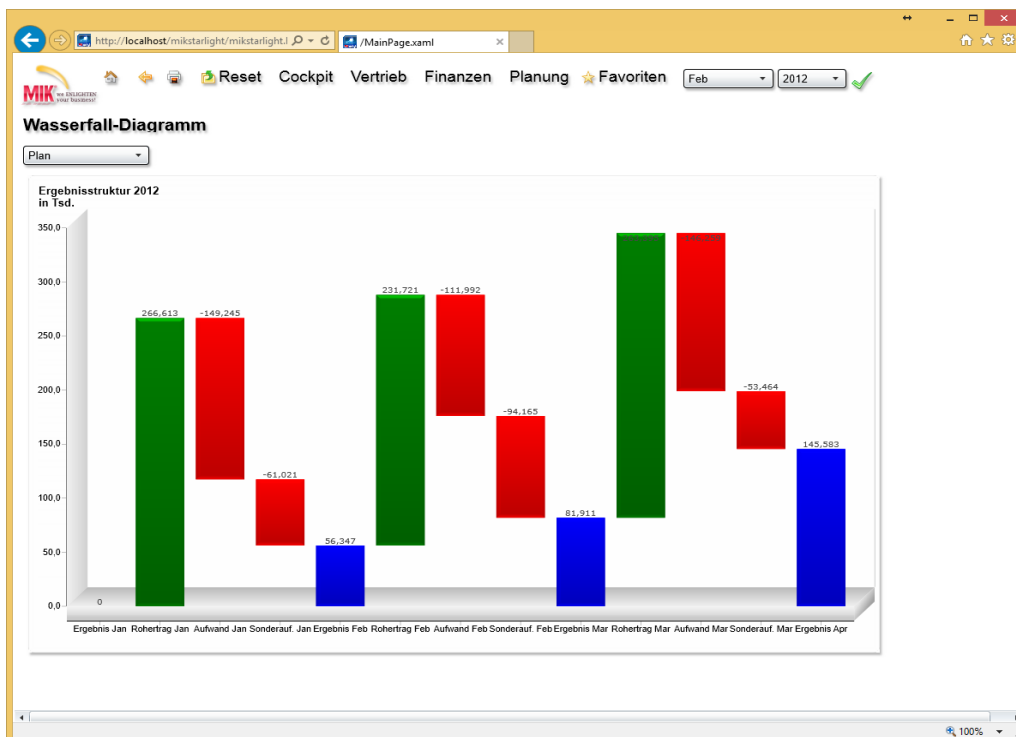 http://localhost/mikstarlight/mikstarlight.l
/MainPage.xaml
MIK we ENLIGHTEN
your business!
Reset Cockpit Vertrieb Finanzen Planung Favoriten Feb 2012
Wasserfall-Diagramm
Plan
Ergebnisstruktur 2012
in Tsd.
350,0
300,0
250,0
200,0
150,0
100,0
50,0
0,0
0
266,613
-149,245
-61,021
56,347
231,721
-111,992
-94,165
81,911
-53,464
145,583
Ergebnis Jan Rohertrag Jan Aufwand Jan Sonderauf. Jan Ergebnis Feb Rohertrag Feb Aufwand Feb Sonderauf. Feb Ergebnis Mar Rohertrag Mar Aufwand Mar Sonderauf. Mar Ergebnis Apr
100%